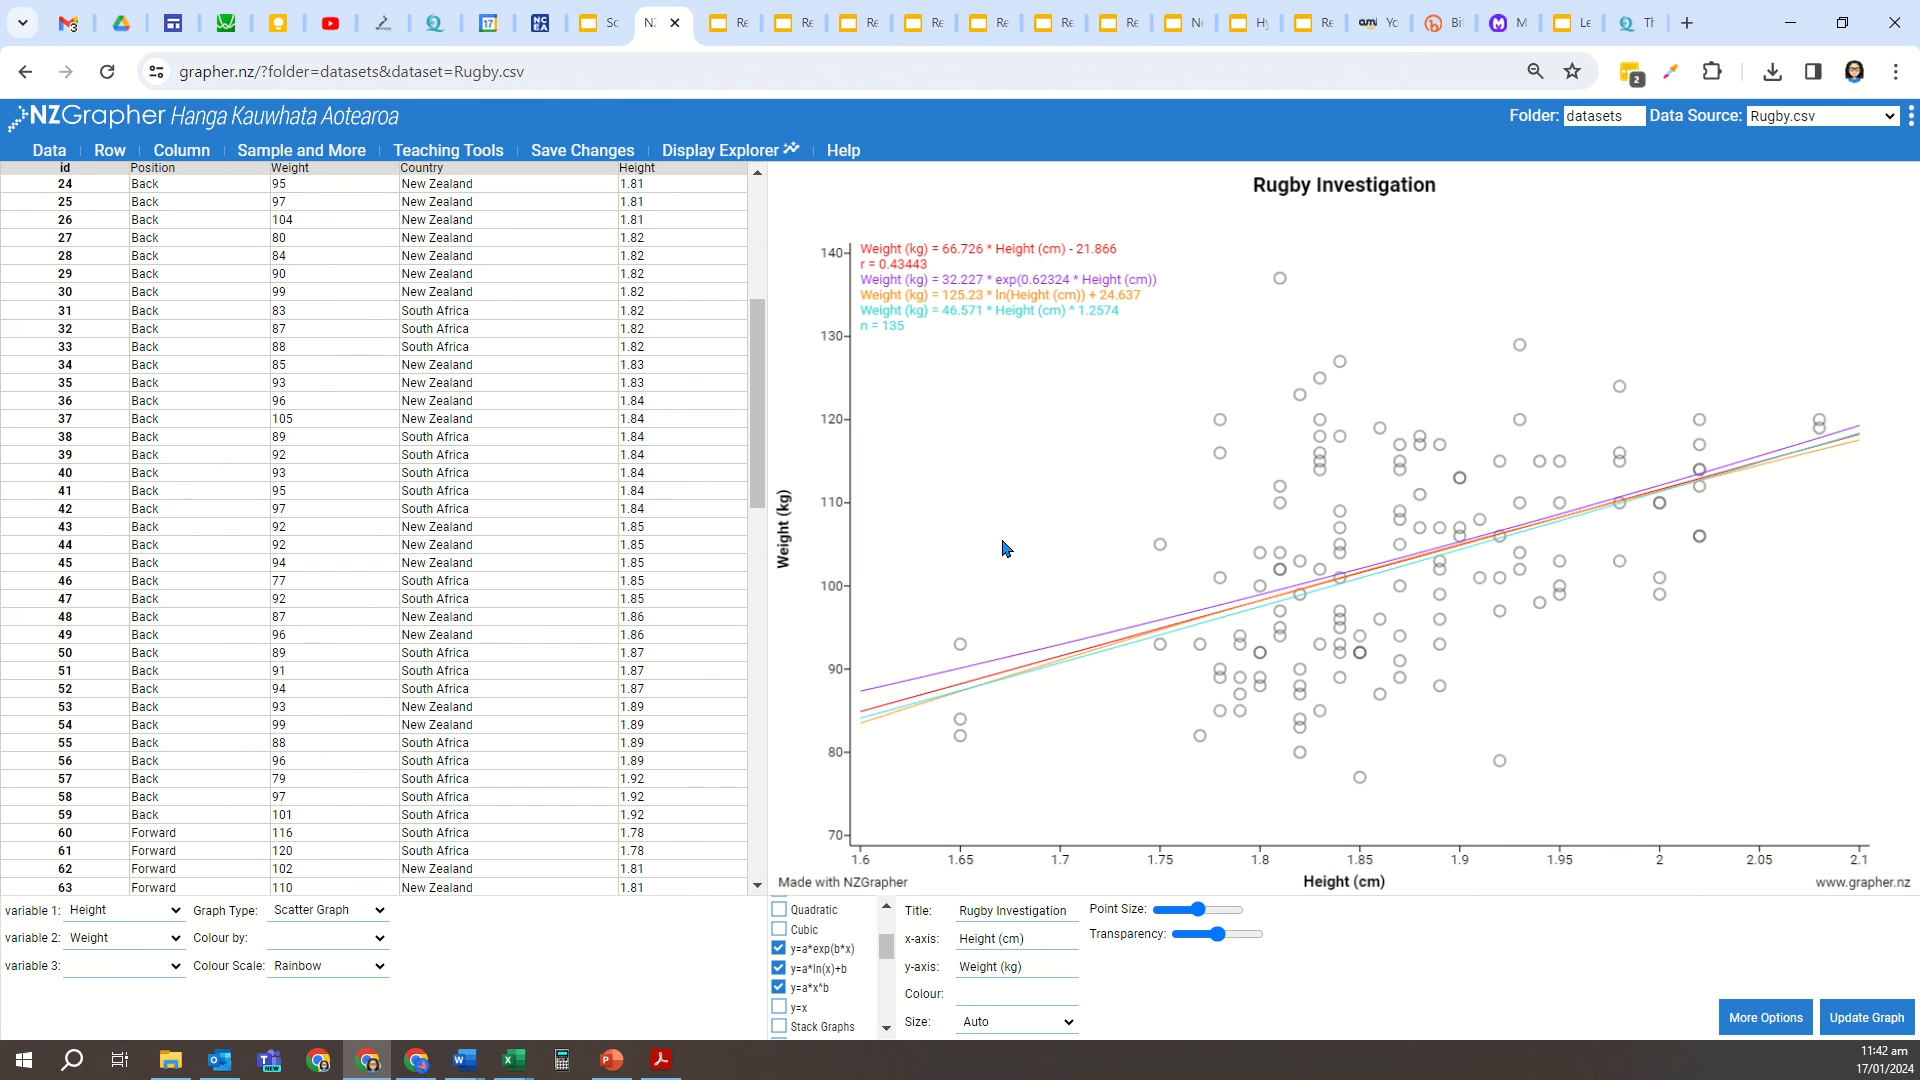 3
17
NCEA
Sc
NZ
Re
Re
Re
Re
Re
Re
Re
N
Hy
Re
Yo
Bi
M
Le
Th
grapher.nz/?folder=datasets&dataset=Rugby.csv
2
NZGrapher Hanga Kauwhata Aotearoa
Folder: datasets Data Source: Rugby.csv
Data Row Column Sample and More Teaching Tools Save Changes Display Explorer Help
id Position Weight Country Height
24 Back 95 New Zealand 1.81
25 Back 97 New Zealand 1.81
26 Back 104 New Zealand 1.81
27 Back 80 New Zealand 1.82
28 Back 84 New Zealand 1.82
29 Back 90 New Zealand 1.82
30 Back 99 New Zealand 1.82
31 Back 83 South Africa 1.82
32 Back 87 South Africa 1.82
33 Back 88 South Africa 1.82
34 Back 85 New Zealand 1.83
35 Back 93 New Zealand 1.83
36 Back 96 New Zealand 1.84
37 Back 105 New Zealand 1.84
38 Back 89 South Africa 1.84
39 Back 92 South Africa 1.84
40 Back 93 South Africa 1.84
41 Back 95 South Africa 1.84
42 Back 97 South Africa 1.84
43 Back 92 New Zealand 1.85
44 Back 92 New Zealand 1.85
45 Back 94 New Zealand 1.85
46 Back 77 South Africa 1.85
47 Back 92 South Africa 1.85
48 Back 87 New Zealand 1.86
49 Back 96 New Zealand 1.86
50 Back 89 South Africa 1.87
51 Back 91 South Africa 1.87
52 Back 94 South Africa 1.87
53 Back 93 New Zealand 1.89
54 Back 99 New Zealand 1.89
55 Back 88 South Africa 1.89
56 Back 96 South Africa 1.89
57 Back 79 South Africa 1.92
58 Back 97 South Africa 1.92
59 Back 101 South Africa 1.92
60 Forward 116 South Africa 1.78
61 Forward 120 South Africa 1.78
62 Forward 102 New Zealand 1.81
63 Forward 110 New Zealand 1.81
Rugby Investigation
Weight (kg) = 66.726 * Height (cm) - 21.866
r = 0.43443
Weight (kg) = 32.227 * exp(0.62324 * Height (cm))
Weight (kg) = 125.23 * ln(Height (cm)) + 24.637
Weight (kg) = 46.571 * Height (cm) ^ 1.2574
n = 135
140
130
120
110
100
90
80
70
Weight (kg)
1.6 1.65 1.7 1.75 1.8 1.85 1.9 1.95 2 2.05 2.1
Made with NZGrapher
Height (cm)
www.grapher.nz
variable 1: Height Graph Type: Scatter Graph
variable 2: Weight Colour by:
variable 3: Colour Scale: Rainbow
Quadratic
Cubic
y=a*exp(b*x)
y=a*ln(x)+b
y=a*x^b
y=x
Stack Graphs
Title: Rugby Investigation
x-axis: Height (cm)
y-axis: Weight (kg)
Colour:
Size: Auto
Point Size:
Transparency:
More Options
Update Graph
NEW
11:42 am
17/01/2024